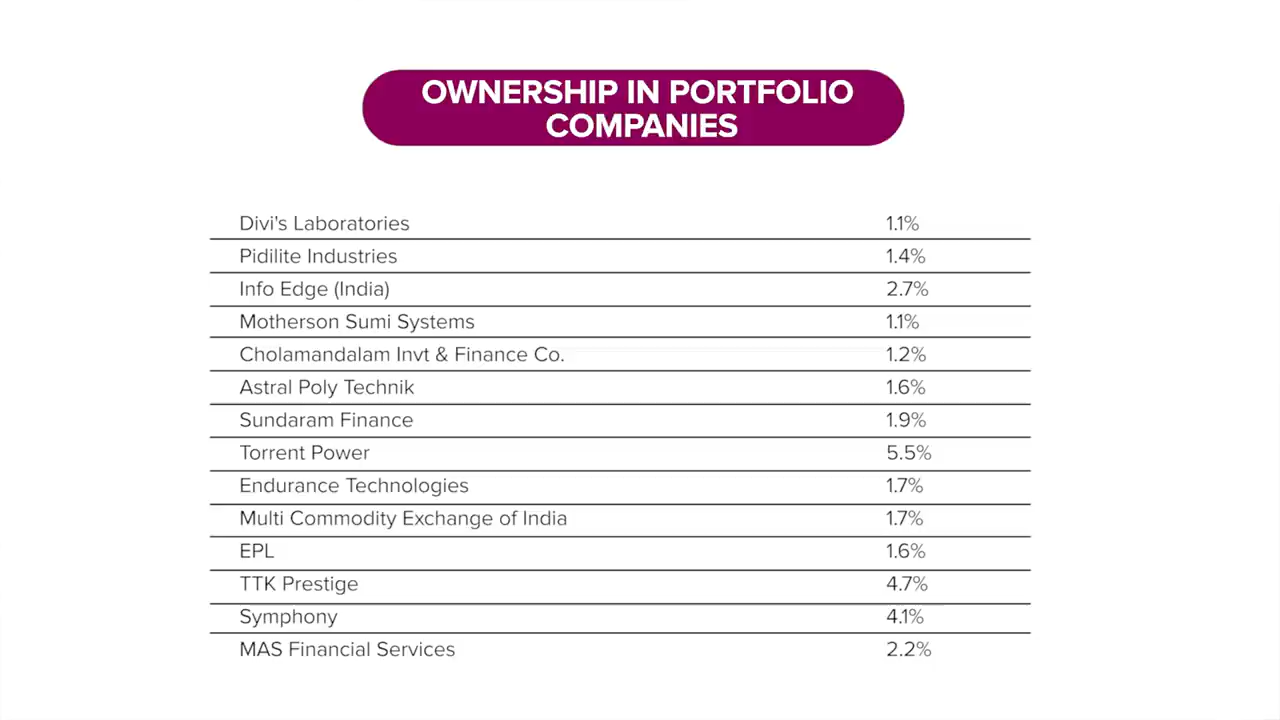 OWNERSHIP IN PORTFOLIO
COMPANIES
Divi's Laboratories 1.1%
Pidilite Industries 1.4%
Info Edge (India) 2.7%
Motherson Sumi Systems 1.1%
Cholamandalam Invt & Finance Co. 1.2%
Astral Poly Technik 1.6%
Sundaram Finance 1.9%
Torrent Power 5.5%
Endurance Technologies 1.7%
Multi Commodity Exchange of India 1.7%
EPL 1.6%
TTK Prestige 4.7%
Symphony 4.1%
MAS Financial Services 2.2%